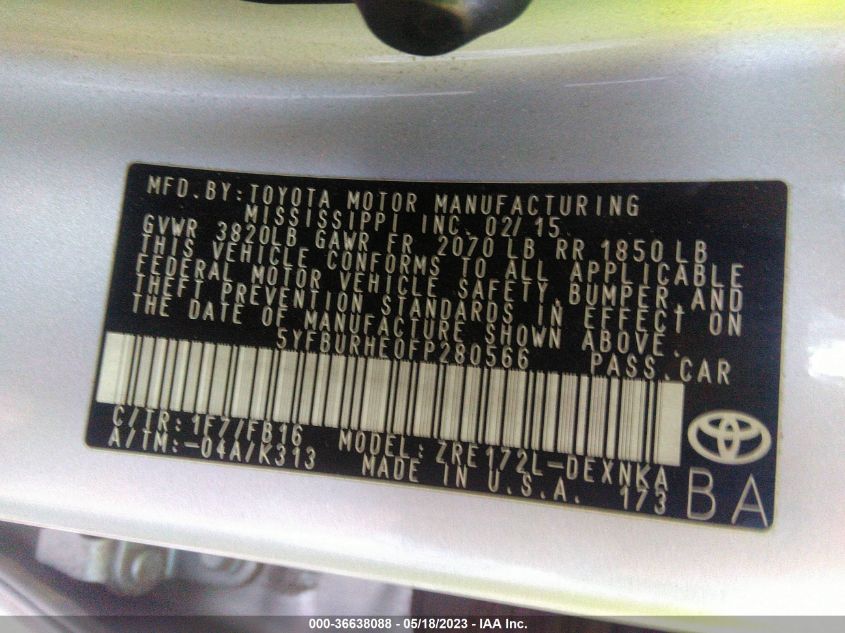 MFD.BY:TOYOTA MOTOR MANUFACTURING
MISSISSIPPI INC. 02/15
GVWR 3820LB GAWR FR 2070 LB RR 1850LB
THIS VEHICLE CONFORMS TO ALL APPLICABLE
FEDERAL MOTOR VEHICLE SAFETY,BUMPER,AND
THEFT PREVENTION STANDARDS IN EFFECT ON
THE DATE OF MANUFACTURE SHOWN ABOVE.
5YFBURHE0FP280566 PASS.CAR
C/TR:1F7/FB16 MODEL:ZRE172L-DEXNKA
A/TM:-04A/K313 MADE IN U.S.A. 173
BA
000-36638088 - 05/18/2023 - IAA Inc.